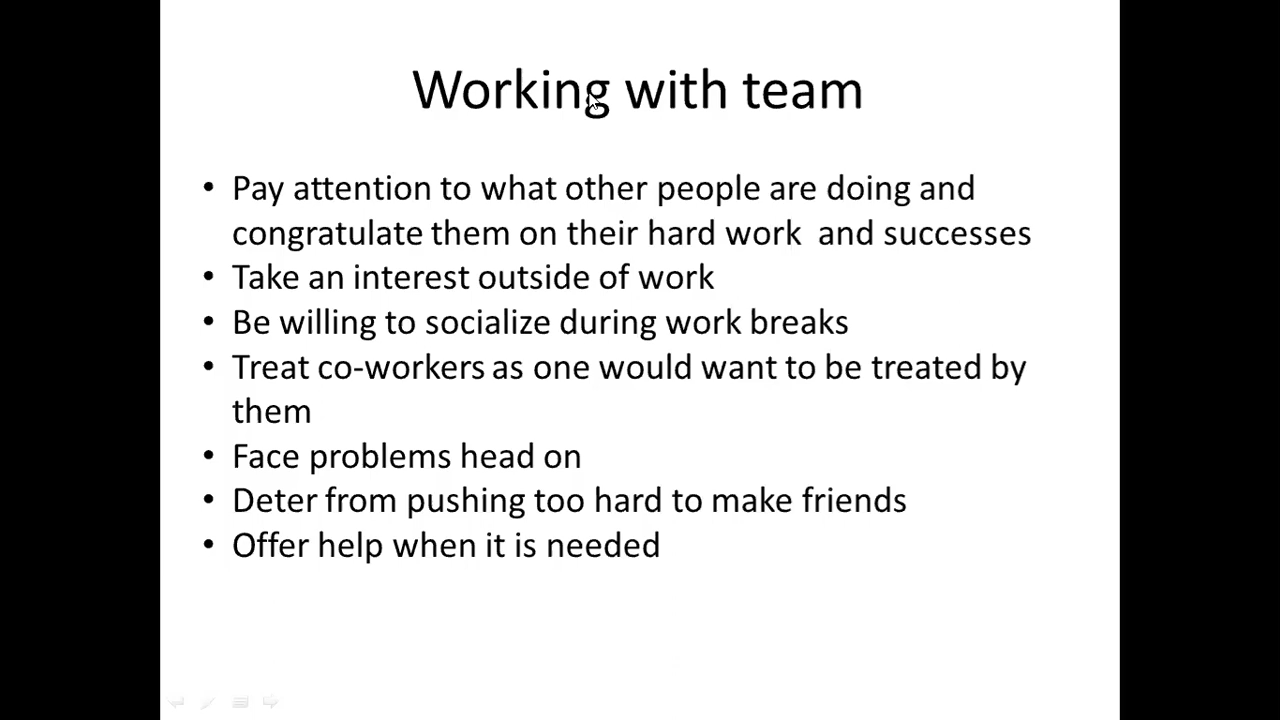 Working with team
• Pay attention to what other people are doing and
congratulate them on their hard work  and successes
• Take an interest outside of work
• Be willing to socialize during work breaks
• Treat co-workers as one would want to be treated by
them
• Face problems head on
• Deter from pushing too hard to make friends
• Offer help when it is needed